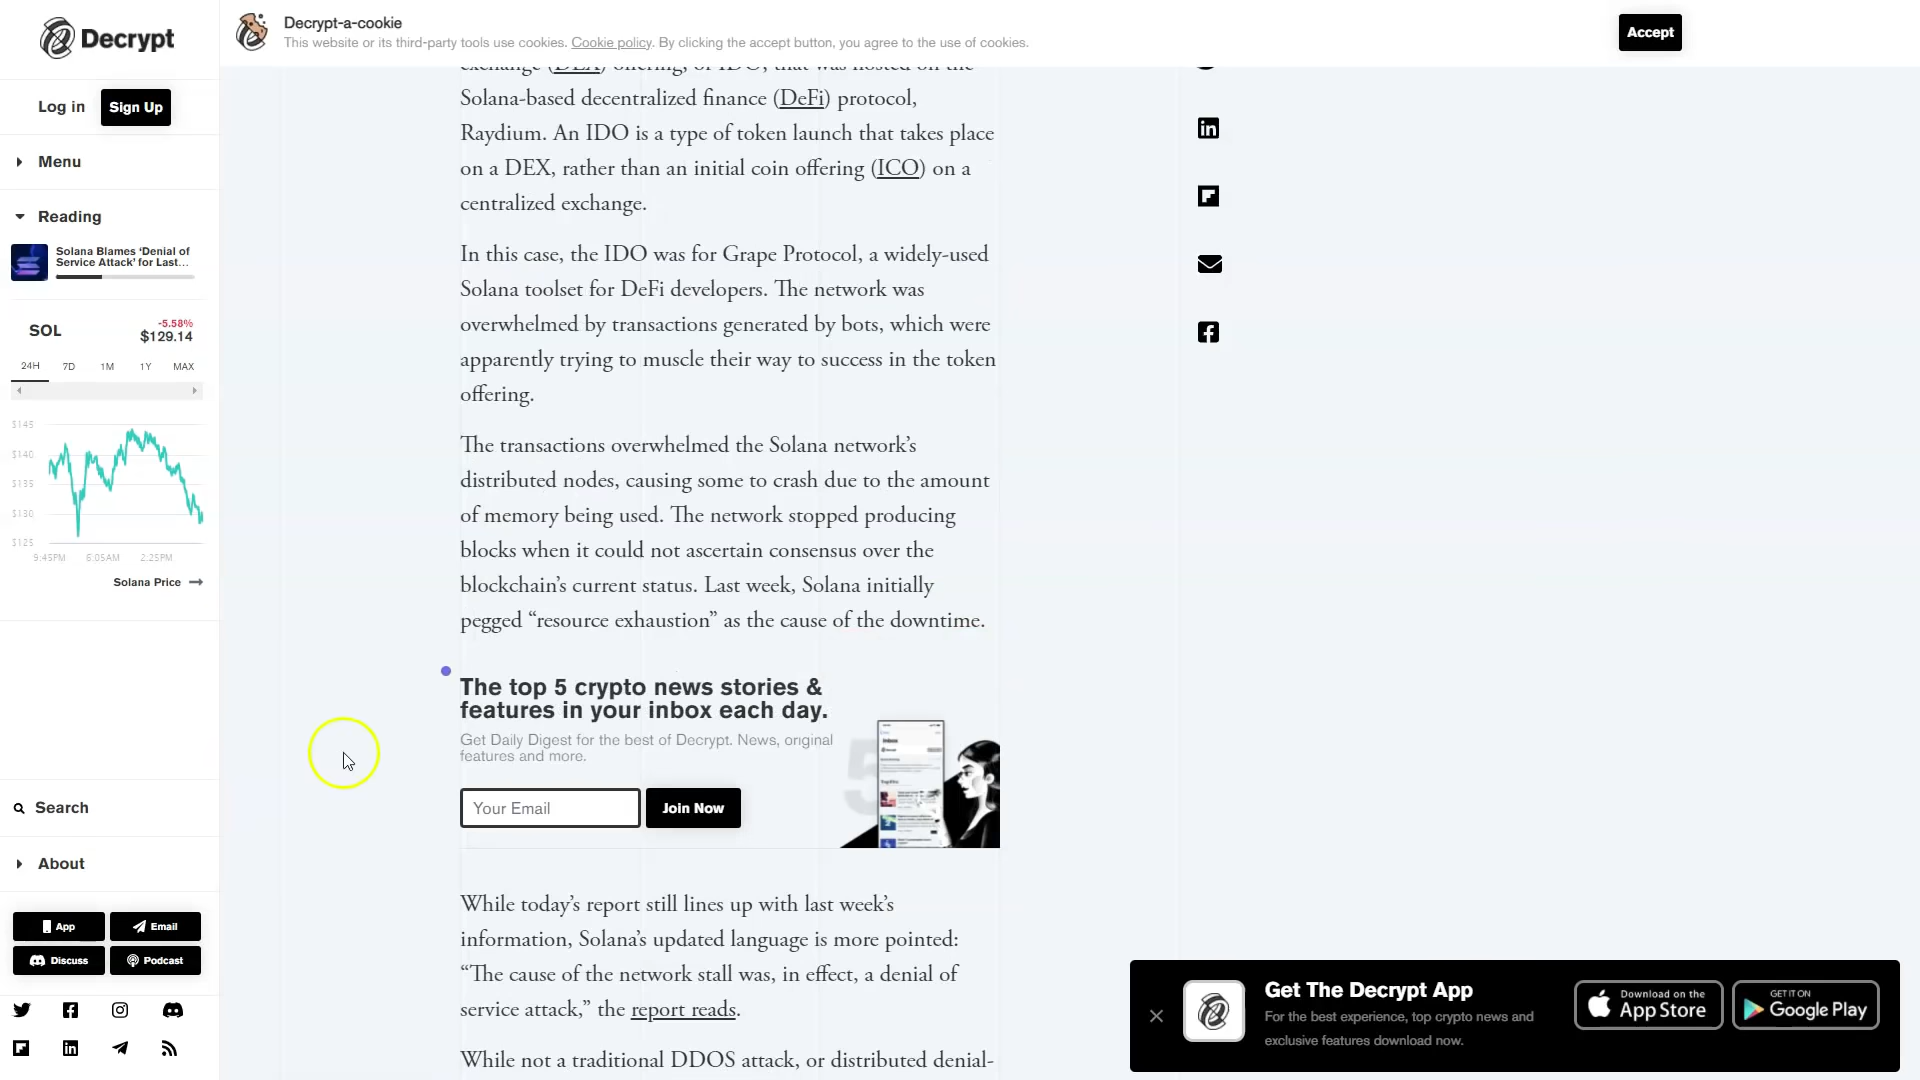 Decrypt
Log in
Sign Up
Menu
Reading
Solana Blames ‘Denial of
Service Attack’ for Last...
SOL
-5.58%
$129.14
24H 7D 1M 1Y MAX
$145
$140
$135
$130
$125
9:45PM 6:05AM 2:25PM
Solana Price
Search
About
App
Email
Discuss
Podcast
Decrypt-a-cookie
This website or its third-party tools use cookies. Cookie policy. By clicking the accept button, you agree to the use of cookies.
Accept
exchange (DEX) offering, or IDO, that was hosted on the
Solana-based decentralized finance (DeFi) protocol,
Raydium. An IDO is a type of token launch that takes place
on a DEX, rather than an initial coin offering (ICO) on a
centralized exchange.
In this case, the IDO was for Grape Protocol, a widely-used
Solana toolset for DeFi developers. The network was
overwhelmed by transactions generated by bots, which were
apparently trying to muscle their way to success in the token
offering.
The transactions overwhelmed the Solana network’s
distributed nodes, causing some to crash due to the amount
of memory being used. The network stopped producing
blocks when it could not ascertain consensus over the
blockchain’s current status. Last week, Solana initially
pegged “resource exhaustion” as the cause of the downtime.
The top 5 crypto news stories &
features in your inbox each day.
Get Daily Digest for the best of Decrypt. News, original
features and more.
Your Email
Join Now
5
Inbox
While today’s report still lines up with last week’s
information, Solana’s updated language is more pointed:
“The cause of the network stall was, in effect, a denial of
service attack,” the report reads.
While not a traditional DDOS attack, or distributed denial-
Get The Decrypt App
For the best experience, top crypto news and
exclusive features download now.
Download on the
App Store
GET IT ON
Google Play